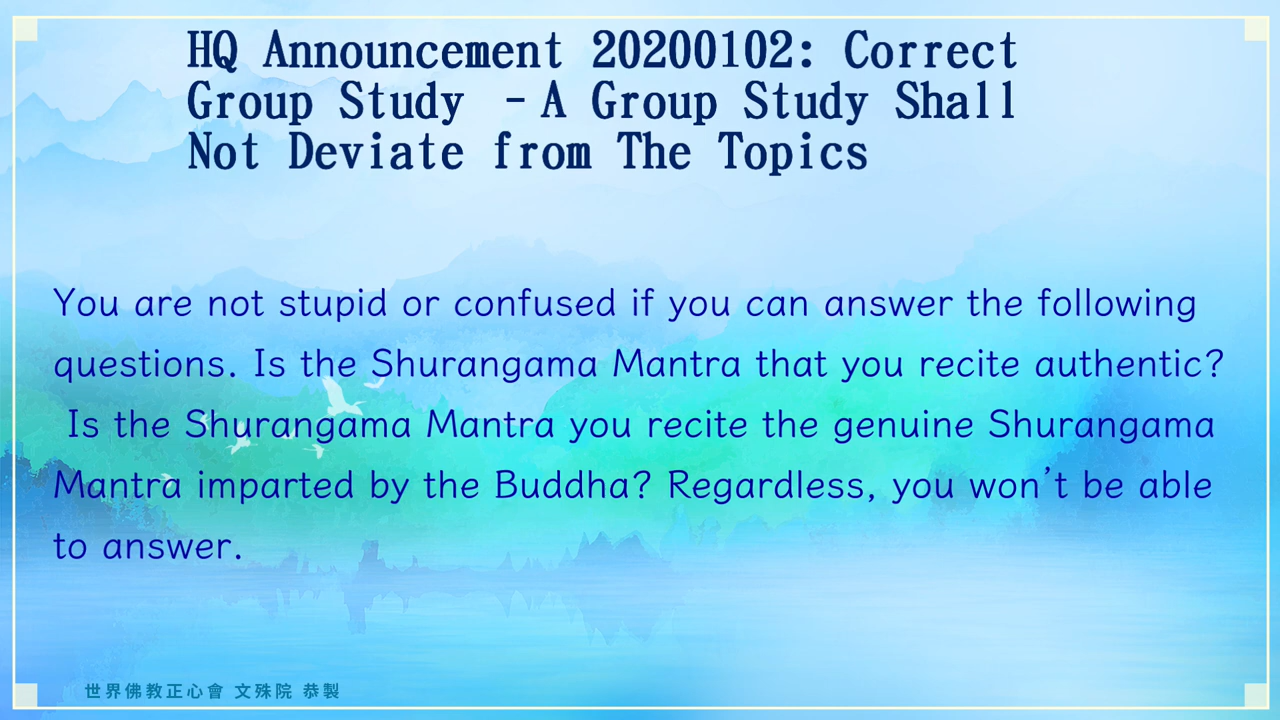 HQ Announcement 20200102: Correct
Group Study －A Group Study Shall
Not Deviate from The Topics
You are not stupid or confused if you can answer the following
questions. Is the Shurangama Mantra that you recite authentic?
Is the Shurangama Mantra you recite the genuine Shurangama
Mantra imparted by the Buddha? Regardless, you won’t be able
to answer.
世界佛教正心會 文殊院 恭製